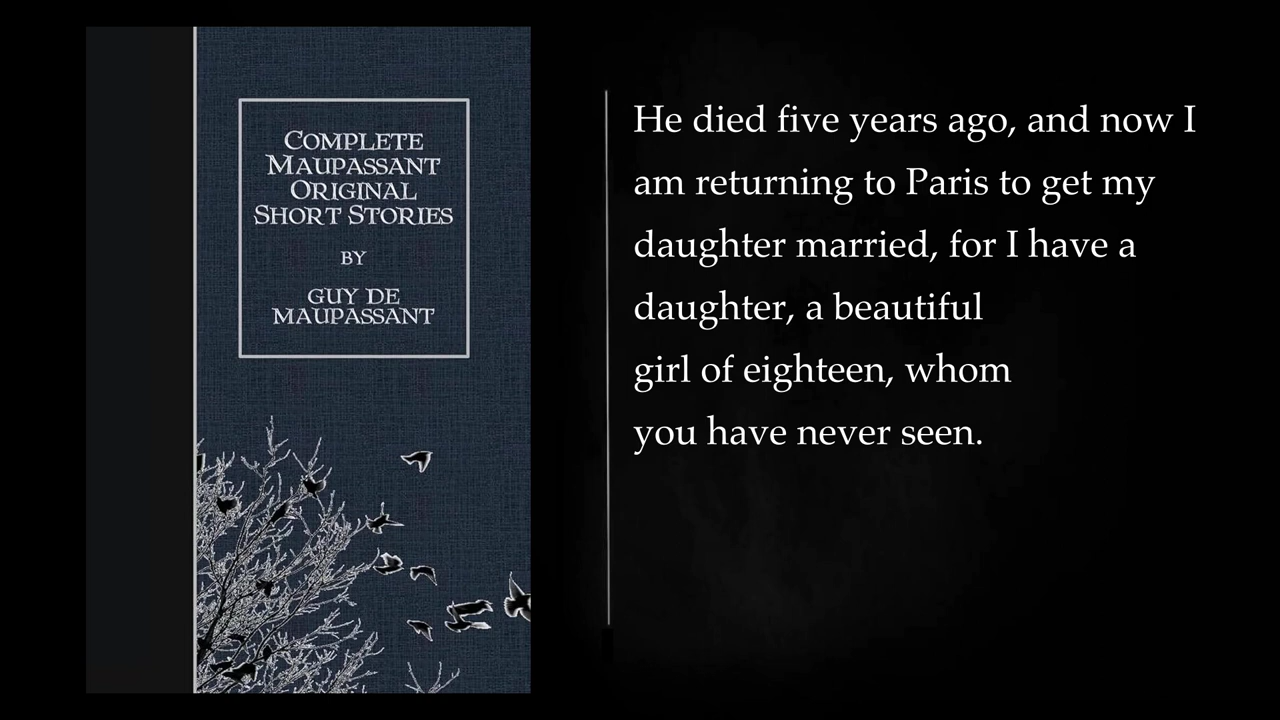 COMPLETE
MAUPASSANT
ORIGINAL
SHORT STORIES
BY
GUY DE
MAUPASSANT
He died five years ago, and now I
am returning to Paris to get my
daughter married, for I have a
daughter, a beautiful
girl of eighteen, whom
you have never seen.